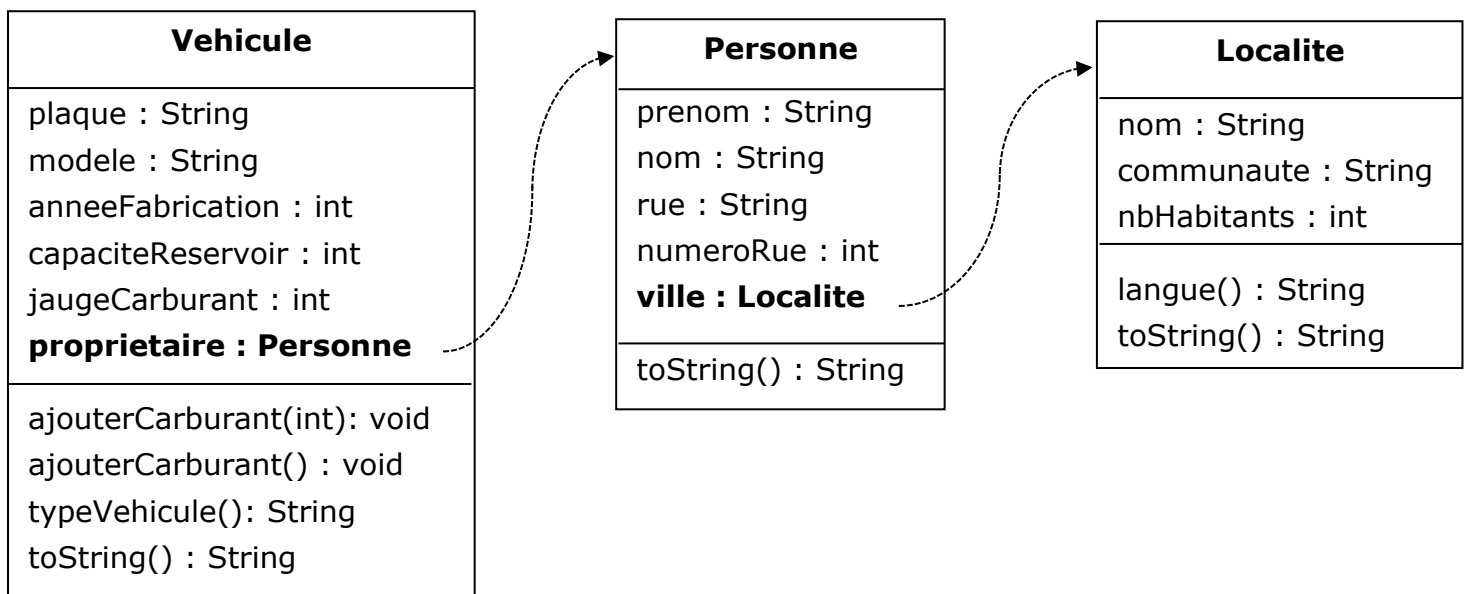 Vehicule
plaque : String
modele : String
anneeFabrication : int
capaciteReservoir : int
jaugeCarburant : int
proprietaire : Personne
ajouterCarburant(int): void
ajouterCarburant() : void
typeVehicule(): String
toString() : String
Personne
prenom : String
nom : String
rue : String
numeroRue : int
ville : Localite
toString() : String
Localite
nom : String
communaute : String
nbHabitants : int
langue() : String
toString() : String